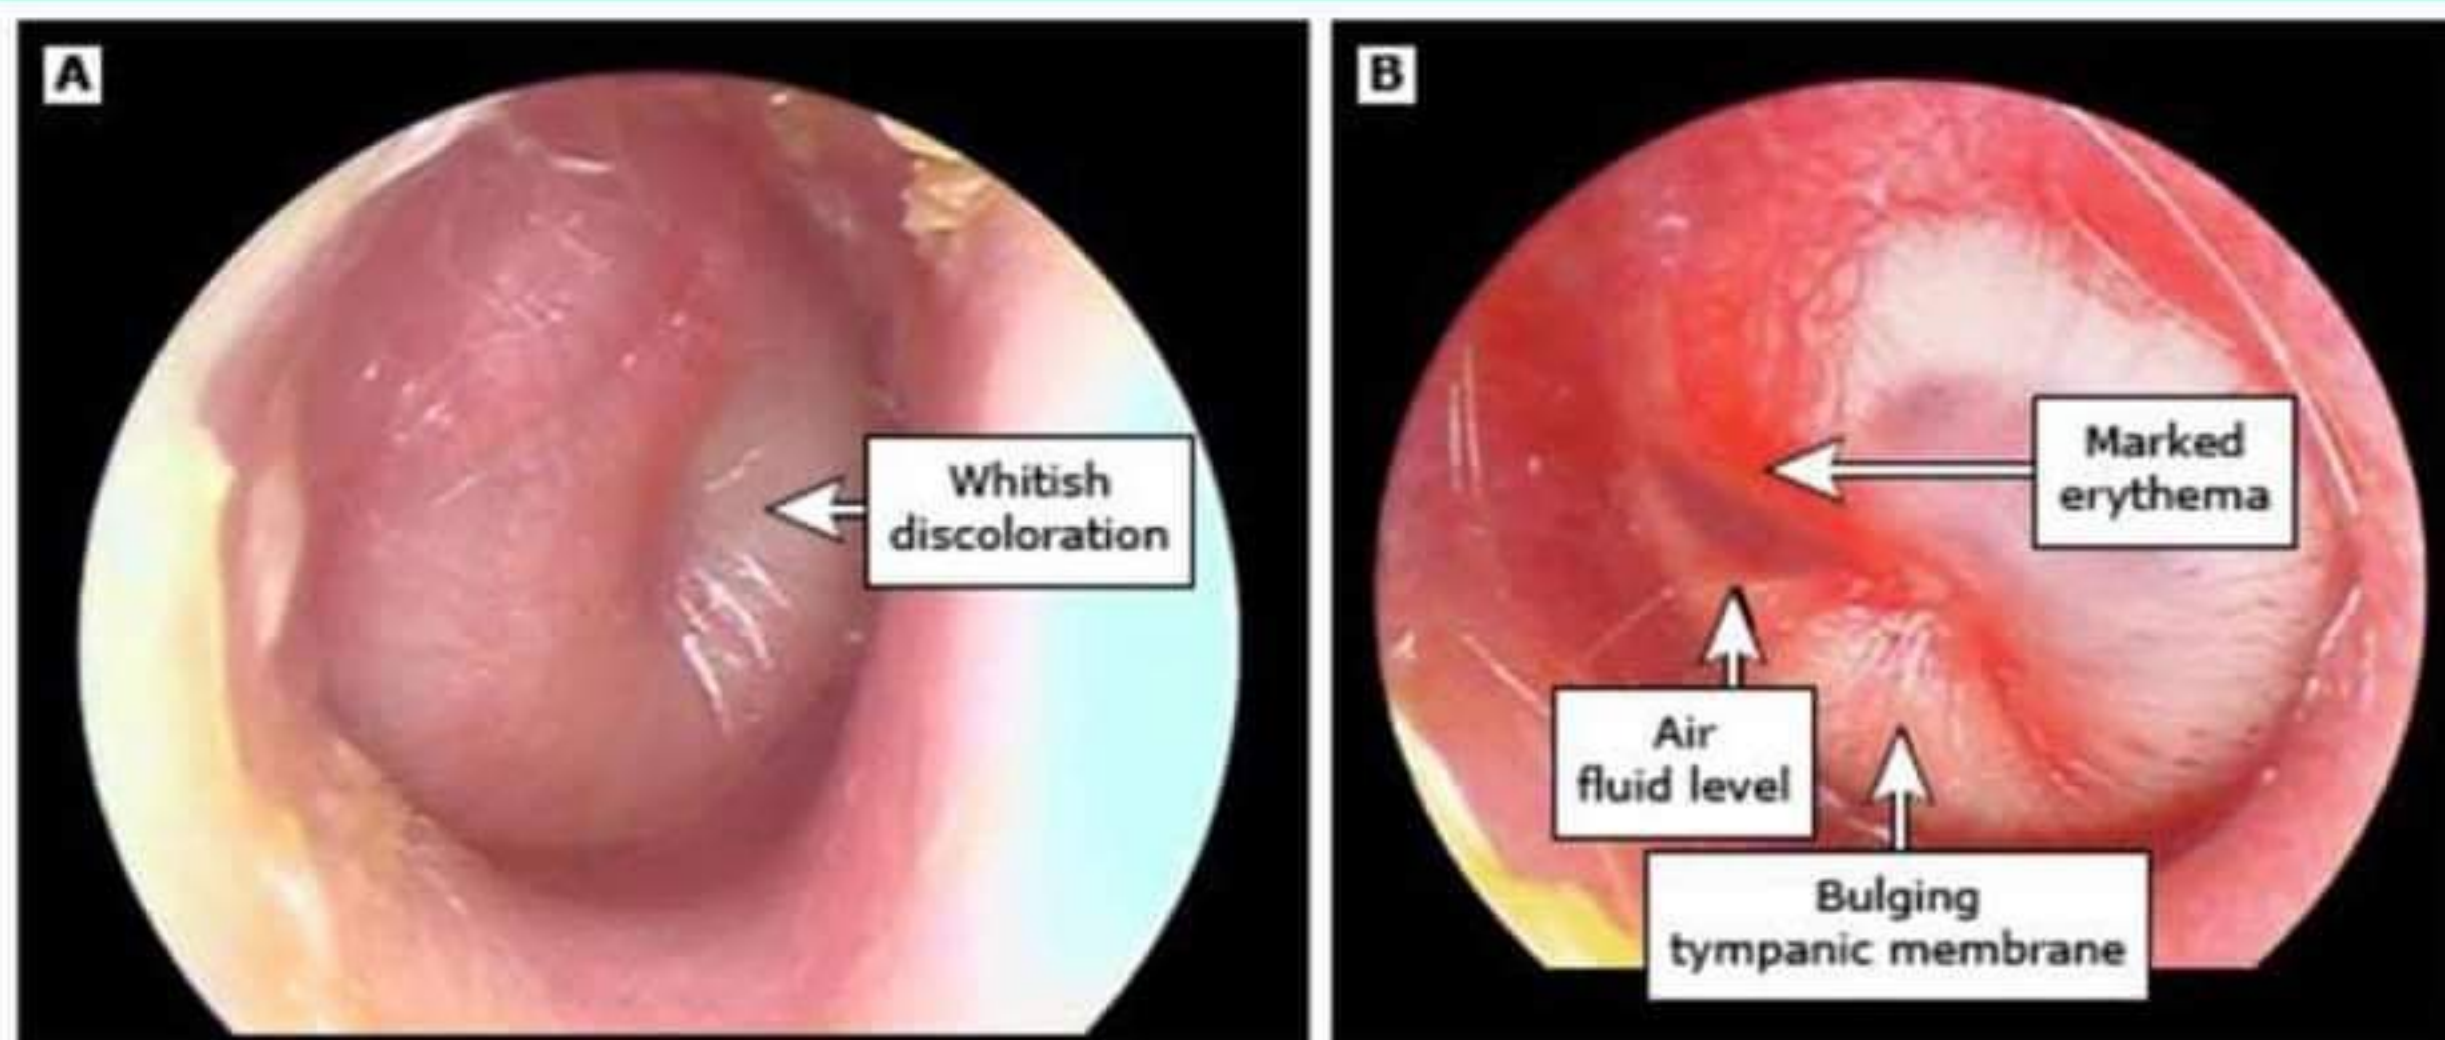 A
Whitish
discoloration
B
Marked
erythema
Air
fluid level
Bulging
tympanic membrane